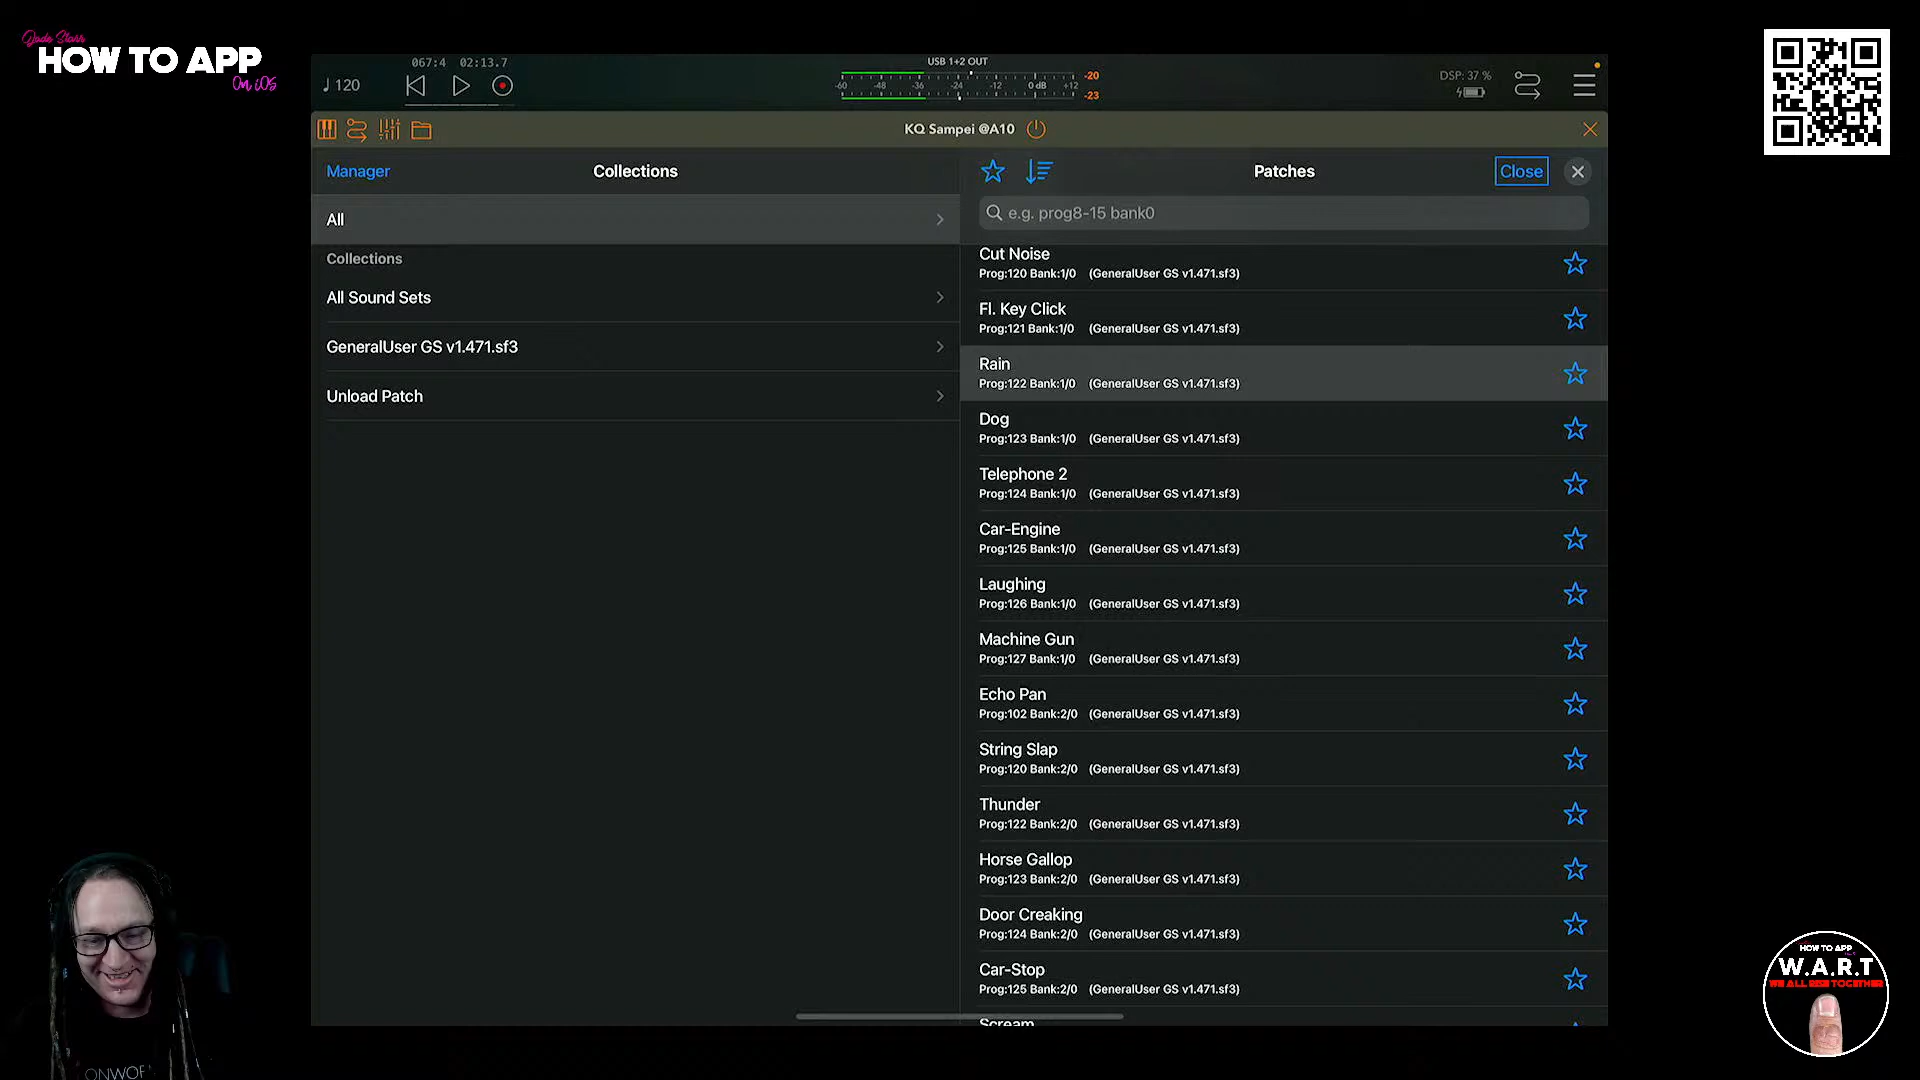 Jade Starr
HOW TO APP
On iOS
120
067:4 02:13.7
USB 1+2 OUT
-60 -48 -36 -24 -12 0 dB +12
-20
-23
DSP: 37 %
KQ Sampei @A10
Manager
Collections
All
Collections
All Sound Sets
GeneralUser GS v1.471.sf3
Unload Patch
Patches
Close
e.g. prog8-15 bank0
Cut Noise
Prog:120 Bank:1/0 (GeneralUser GS v1.471.sf3)
Fl. Key Click
Prog:121 Bank:1/0 (GeneralUser GS v1.471.sf3)
Rain
Prog:122 Bank:1/0 (GeneralUser GS v1.471.sf3)
Dog
Prog:123 Bank:1/0 (GeneralUser GS v1.471.sf3)
Telephone 2
Prog:124 Bank:1/0 (GeneralUser GS v1.471.sf3)
Car-Engine
Prog:125 Bank:1/0 (GeneralUser GS v1.471.sf3)
Laughing
Prog:126 Bank:1/0 (GeneralUser GS v1.471.sf3)
Machine Gun
Prog:127 Bank:1/0 (GeneralUser GS v1.471.sf3)
Echo Pan
Prog:102 Bank:2/0 (GeneralUser GS v1.471.sf3)
String Slap
Prog:120 Bank:2/0 (GeneralUser GS v1.471.sf3)
Thunder
Prog:122 Bank:2/0 (GeneralUser GS v1.471.sf3)
Horse Gallop
Prog:123 Bank:2/0 (GeneralUser GS v1.471.sf3)
Door Creaking
Prog:124 Bank:2/0 (GeneralUser GS v1.471.sf3)
Car-Stop
Prog:125 Bank:2/0 (GeneralUser GS v1.471.sf3)
Scream
HOW TO APP
W.A.R.T
WE ALL RISE TOGETHER